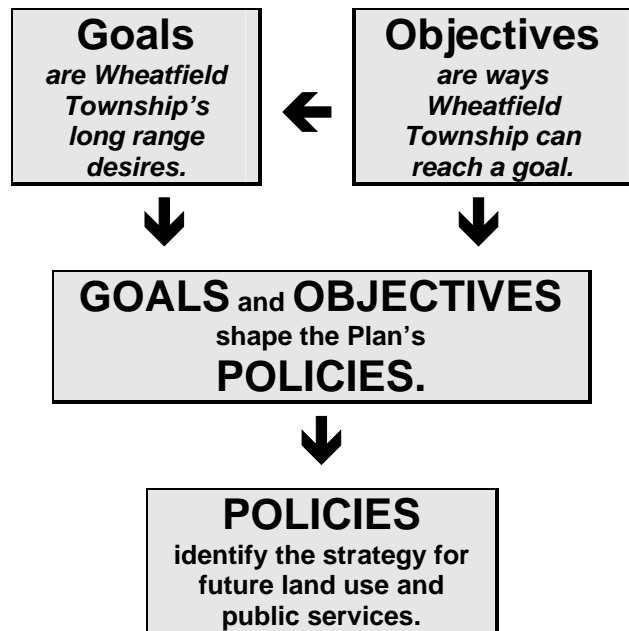 Goals
are Wheatfield
Township's
long range
desires.
Objectives
are ways
Wheatfield
Township can
reach a goal.
GOALS and OBJECTIVES
shape the Plan's
POLICIES.
POLICIES
identify the strategy for
future land use and
public services.